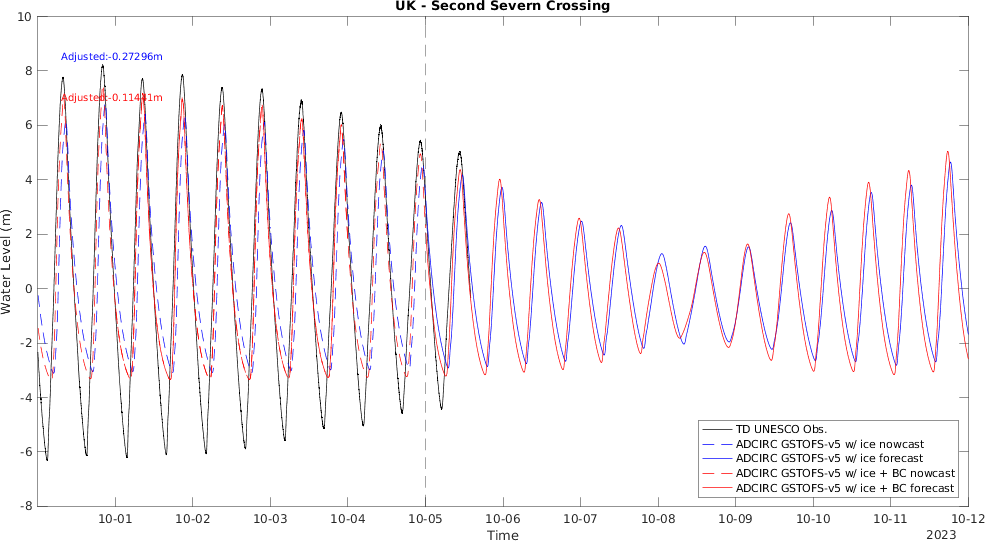 UK - Second Severn Crossing
10
8
6
4
2
0
-2
-4
-6
-8
Water Level (m)
Adjusted:-0.27296m
Adjusted:-0.11441m
TD UNESCO Obs.
ADCIRC GSTOFS-v5 w/ ice nowcast
ADCIRC GSTOFS-v5 w/ ice forecast
ADCIRC GSTOFS-v5 w/ ice + BC nowcast
ADCIRC GSTOFS-v5 w/ ice + BC forecast
10-01 10-02 10-03 10-04 10-05 10-06 10-07 10-08 10-09 10-10 10-11 10-12
Time
2023